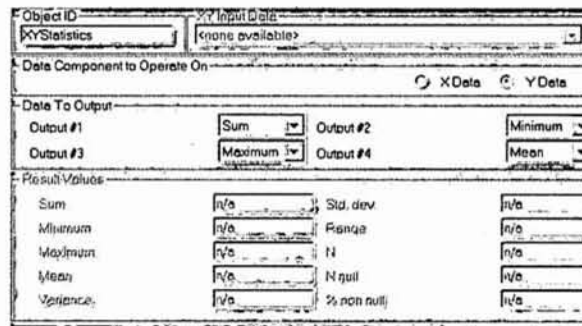 Object ID XY Input Data
XYStatistics <none available>
Data Component to Operate On
X Data Y Data
Data To Output
Output #1 Sum Output #2 Minimum
Output #3 Maximum Output #4 Mean
Result Values
Sum n/a Std. dev. n/a
Minimum n/a Range n/a
Maximum n/a N n/a
Mean n/a N null n/a
Variance n/a % non null n/a